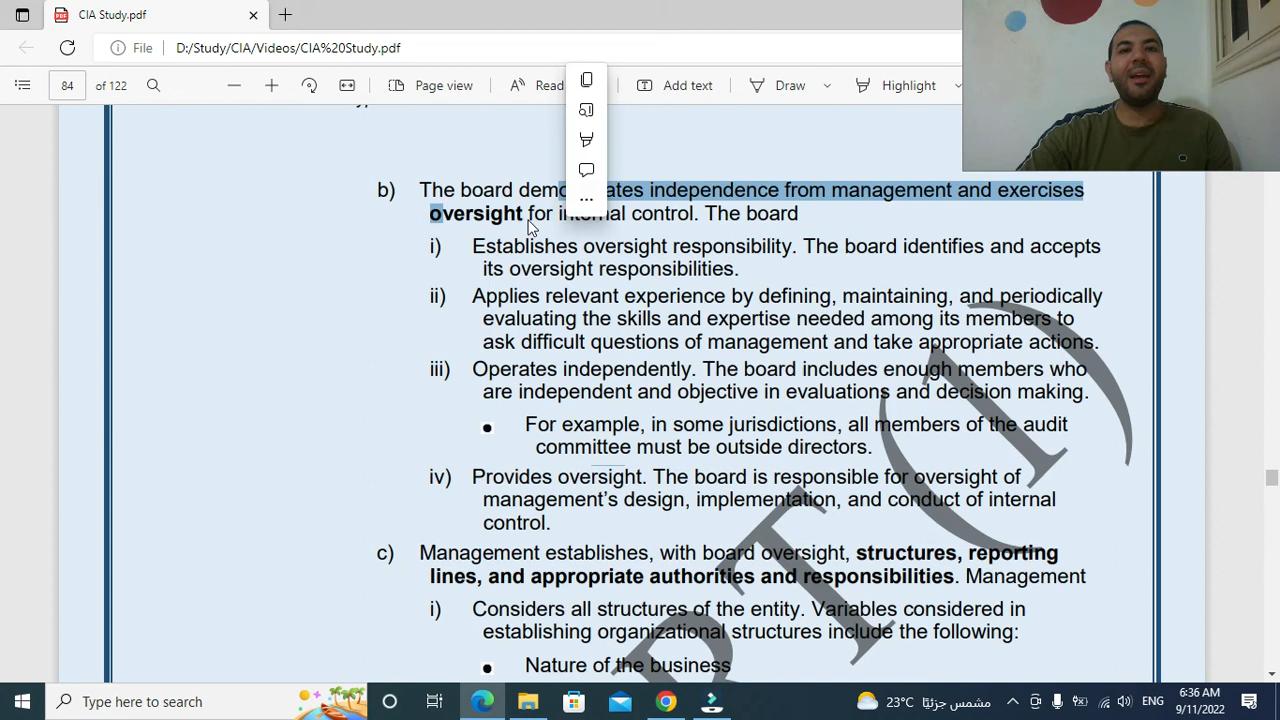 CIA Study.pdf
File D:/Study/CIA/Videos/CIA%20Study.pdf
84 of 122 Page view Read Add text Draw Highlight
b) The board demo ates independence from management and exercises
oversight for internal control. The board
i) Establishes oversight responsibility. The board identifies and accepts
its oversight responsibilities.
ii) Applies relevant experience by defining, maintaining, and periodically
evaluating the skills and expertise needed among its members to
ask difficult questions of management and take appropriate actions.
iii) Operates independently. The board includes enough members who
are independent and objective in evaluations and decision making.
● For example, in some jurisdictions, all members of the audit
committee must be outside directors.
iv) Provides oversight. The board is responsible for oversight of
management's design, implementation, and conduct of internal
control.
c) Management establishes, with board oversight, structures, reporting
lines, and appropriate authorities and responsibilities. Management
i) Considers all structures of the entity. Variables considered in
establishing organizational structures include the following:
● Nature of the business
RT (I)
Type here to search
23°C مشمس جزئيًا
ENG
6:36 AM
9/11/2022